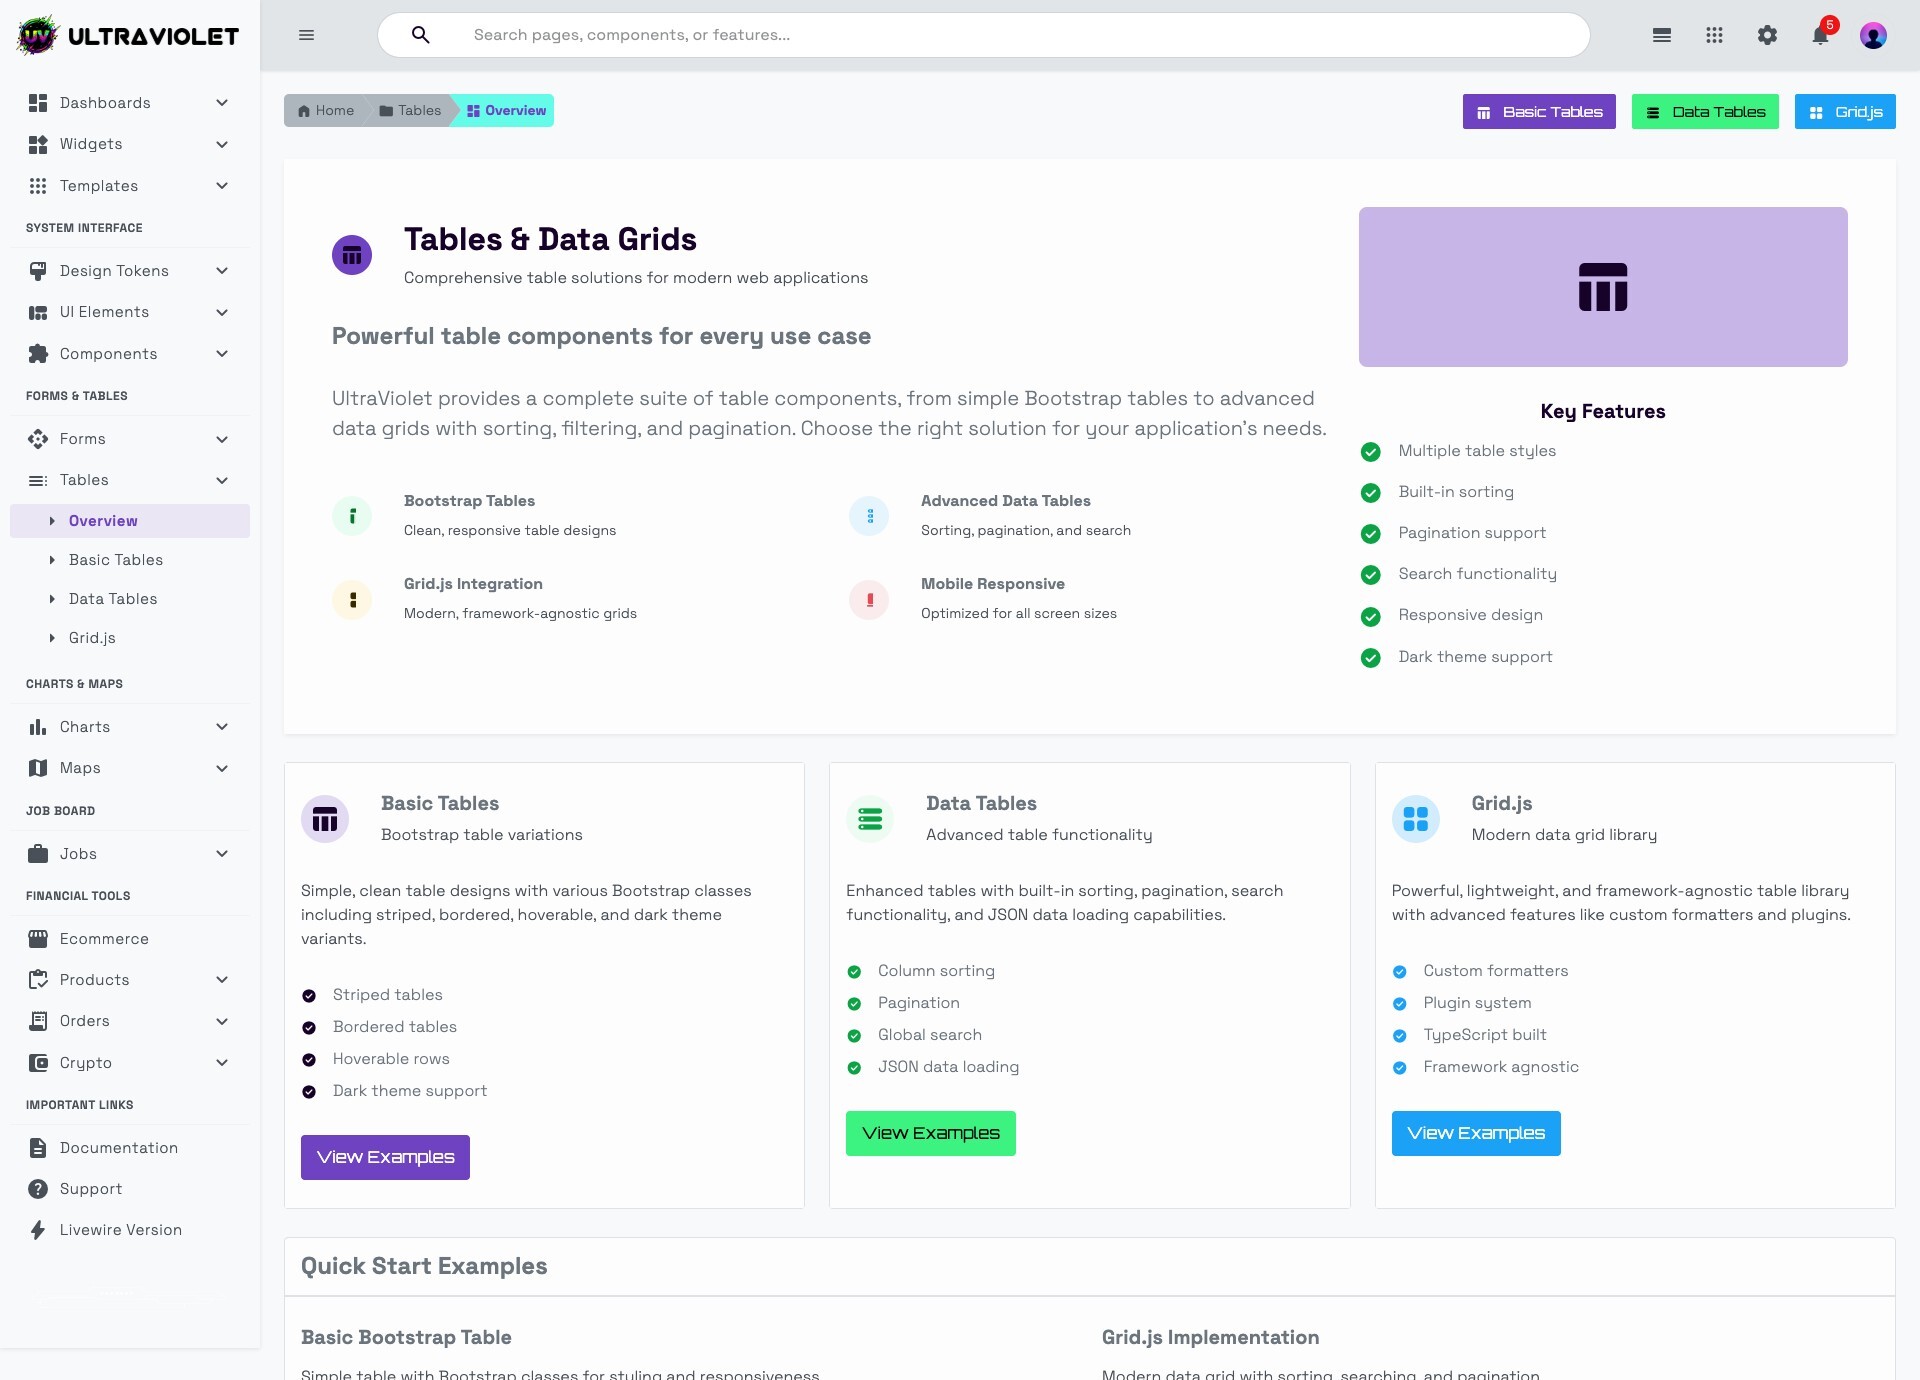 ULTRAVIOLET
Search pages, components, or features...
5
Dashboards
Widgets
Templates
SYSTEM INTERFACE
Design Tokens
UI Elements
Components
FORMS & TABLES
Forms
Tables
Overview
Basic Tables
Data Tables
Grid.js
CHARTS & MAPS
Charts
Maps
JOB BOARD
Jobs
FINANCIAL TOOLS
Ecommerce
Products
Orders
Crypto
IMPORTANT LINKS
Documentation
Support
Livewire Version
Home
Tables
Overview
Basic Tables
Data Tables
Grid.js
Tables & Data Grids
Comprehensive table solutions for modern web applications
Powerful table components for every use case
UltraViolet provides a complete suite of table components, from simple Bootstrap tables to advanced
data grids with sorting, filtering, and pagination. Choose the right solution for your application's needs.
Bootstrap Tables
Clean, responsive table designs
Advanced Data Tables
Sorting, pagination, and search
Grid.js Integration
Modern, framework-agnostic grids
Mobile Responsive
Optimized for all screen sizes
Key Features
Multiple table styles
Built-in sorting
Pagination support
Search functionality
Responsive design
Dark theme support
Basic Tables
Bootstrap table variations
Simple, clean table designs with various Bootstrap classes
including striped, bordered, hoverable, and dark theme
variants.
Striped tables
Bordered tables
Hoverable rows
Dark theme support
View Examples
Data Tables
Advanced table functionality
Enhanced tables with built-in sorting, pagination, search
functionality, and JSON data loading capabilities.
Column sorting
Pagination
Global search
JSON data loading
View Examples
Grid.js
Modern data grid library
Powerful, lightweight, and framework-agnostic table library
with advanced features like custom formatters and plugins.
Custom formatters
Plugin system
TypeScript built
Framework agnostic
View Examples
Quick Start Examples
Basic Bootstrap Table
Simple table with Bootstrap classes for styling and responsiveness.
Grid.js Implementation
Modern data grid with sorting, searching, and pagination.